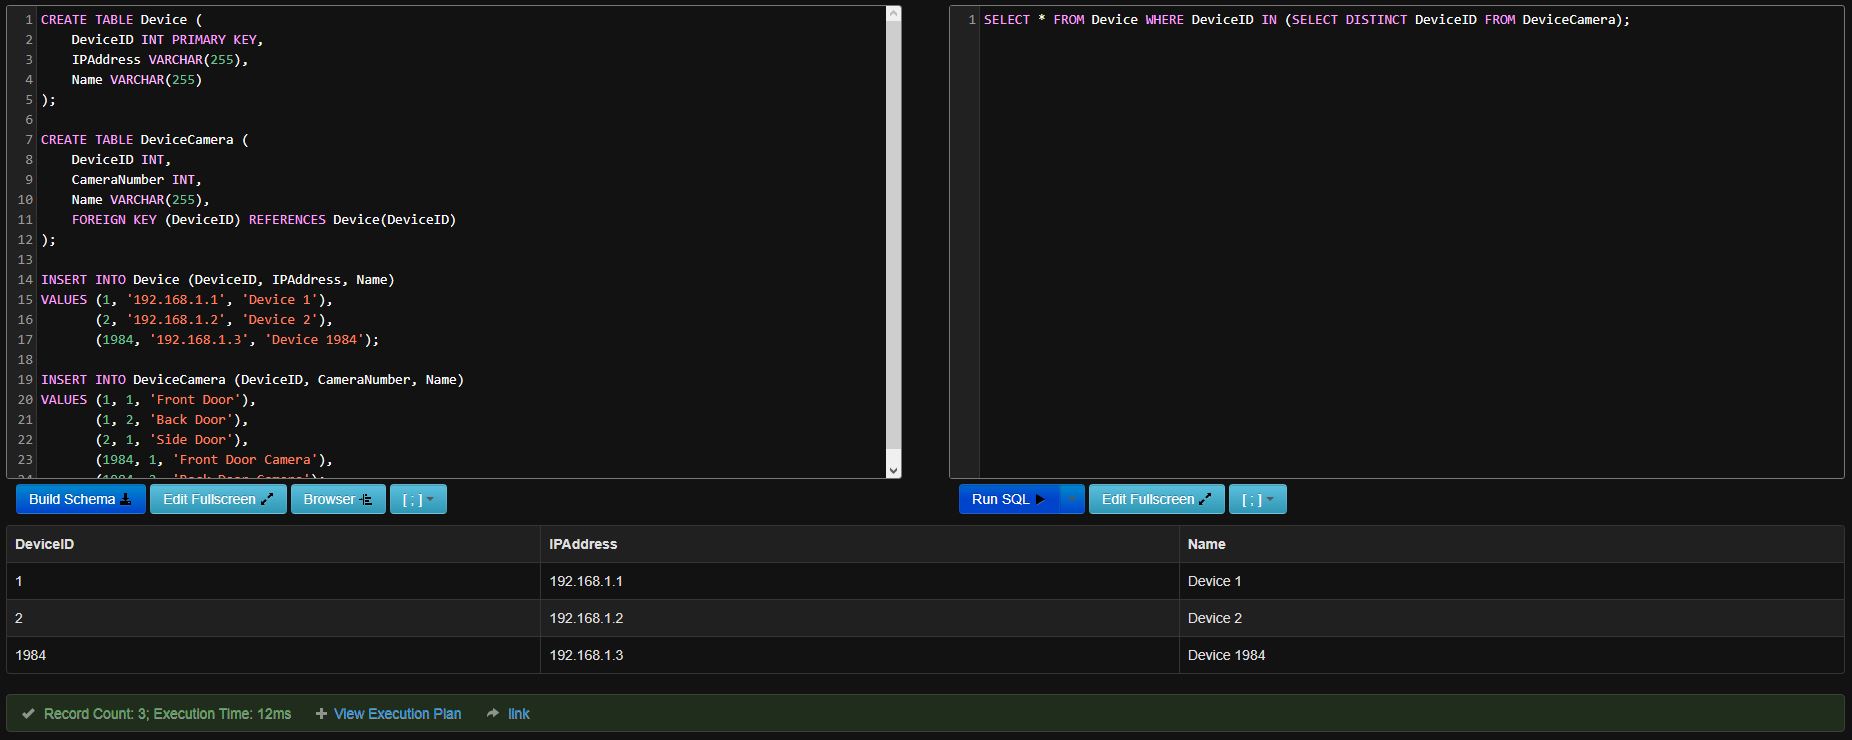 1 CREATE TABLE Device (
2 DeviceID INT PRIMARY KEY,
3 IPAddress VARCHAR(255),
4 Name VARCHAR(255)
5 );
6
7 CREATE TABLE DeviceCamera (
8 DeviceID INT,
9 CameraNumber INT,
10 Name VARCHAR(255),
11 FOREIGN KEY (DeviceID) REFERENCES Device(DeviceID)
12 );
13
14 INSERT INTO Device (DeviceID, IPAddress, Name)
15 VALUES (1, '192.168.1.1', 'Device 1'),
16 (2, '192.168.1.2', 'Device 2'),
17 (1984, '192.168.1.3', 'Device 1984');
18
19 INSERT INTO DeviceCamera (DeviceID, CameraNumber, Name)
20 VALUES (1, 1, 'Front Door'),
21 (1, 2, 'Back Door'),
22 (2, 1, 'Side Door'),
23 (1984, 1, 'Front Door Camera'),
24 (1984, 2, 'Back Door Camera');
Build Schema Edit Fullscreen Browser [ ; ]
1 SELECT * FROM Device WHERE DeviceID IN (SELECT DISTINCT DeviceID FROM DeviceCamera);
Run SQL Edit Fullscreen [ ; ]
DeviceID IPAddress Name
1 192.168.1.1 Device 1
2 192.168.1.2 Device 2
1984 192.168.1.3 Device 1984
Record Count: 3; Execution Time: 12ms View Execution Plan link